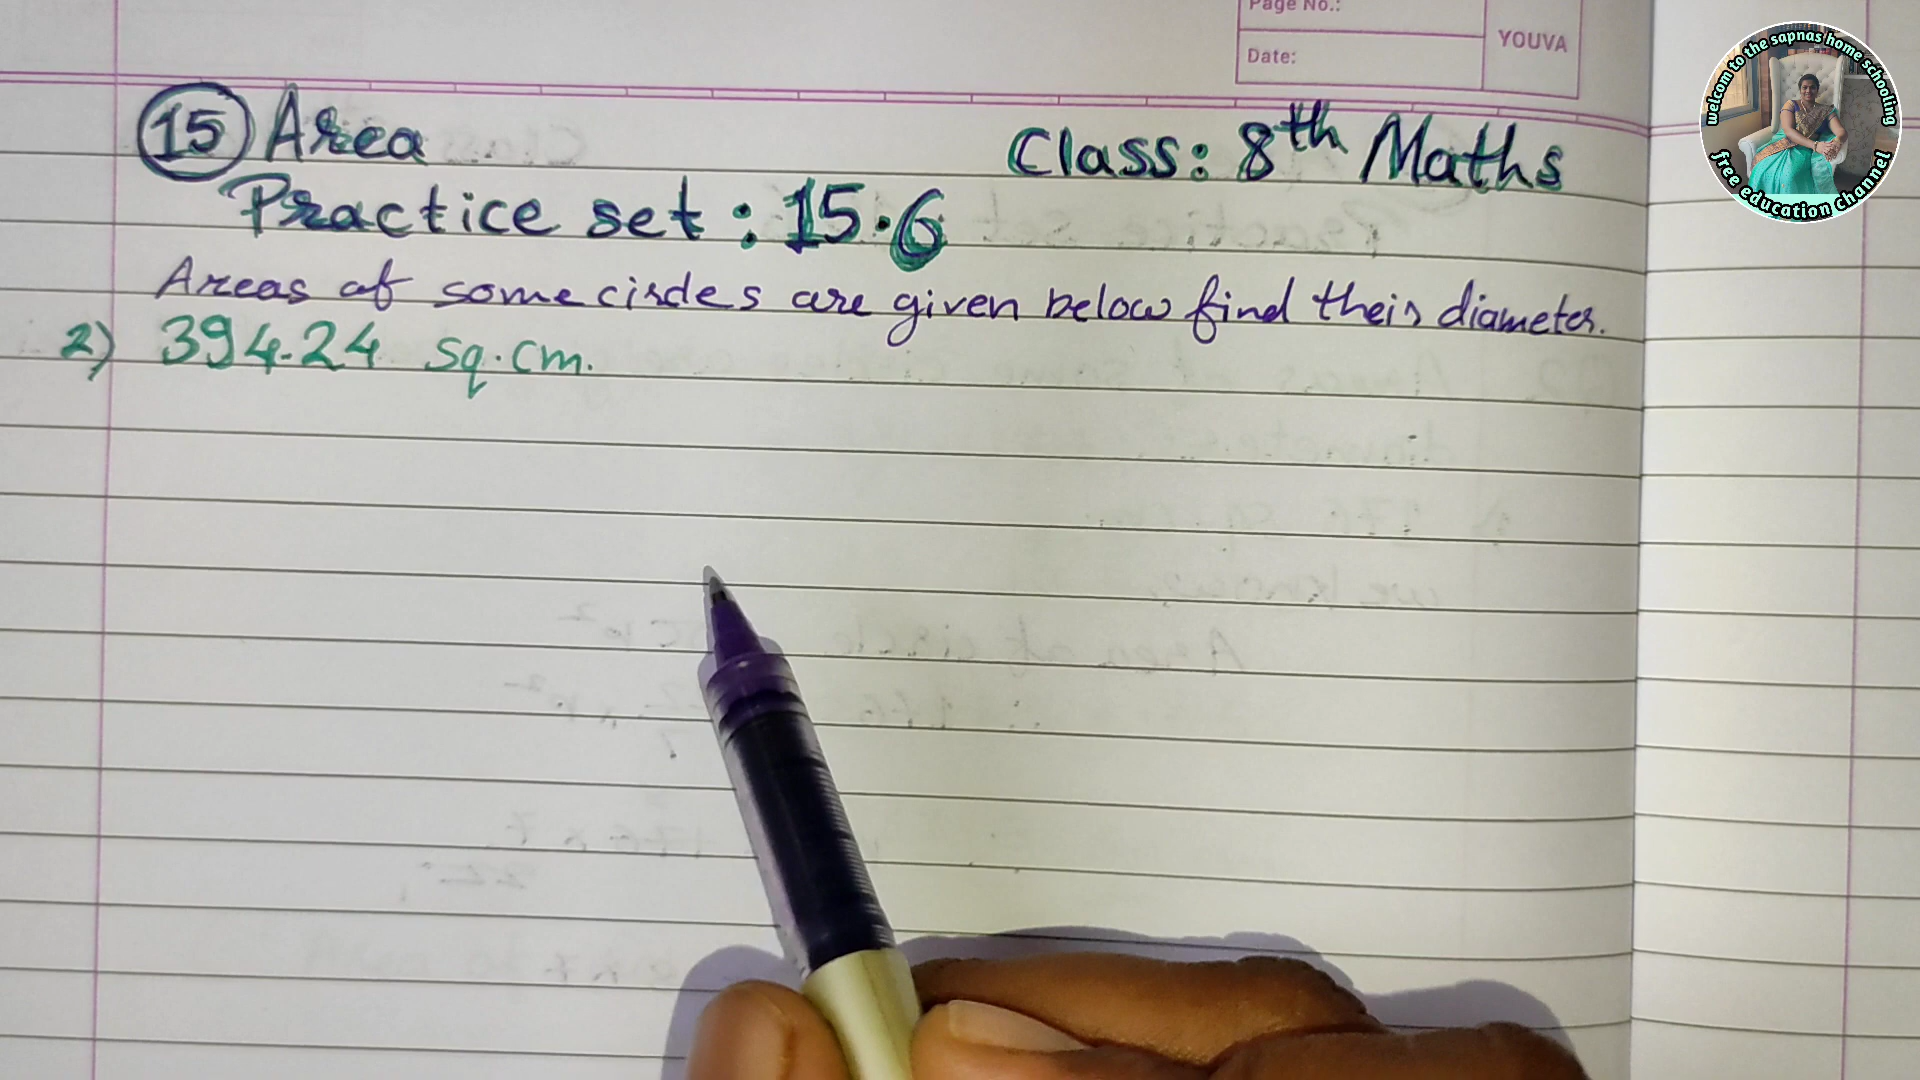 Page No.:
Date:
YOUVA
welcom to the sapnas home schooling
free education channel
15 Area
Class: 8th Maths
Practice set : 15.6
Areas of some circles are given below find their diameter.
2) 394.24 sq.cm.